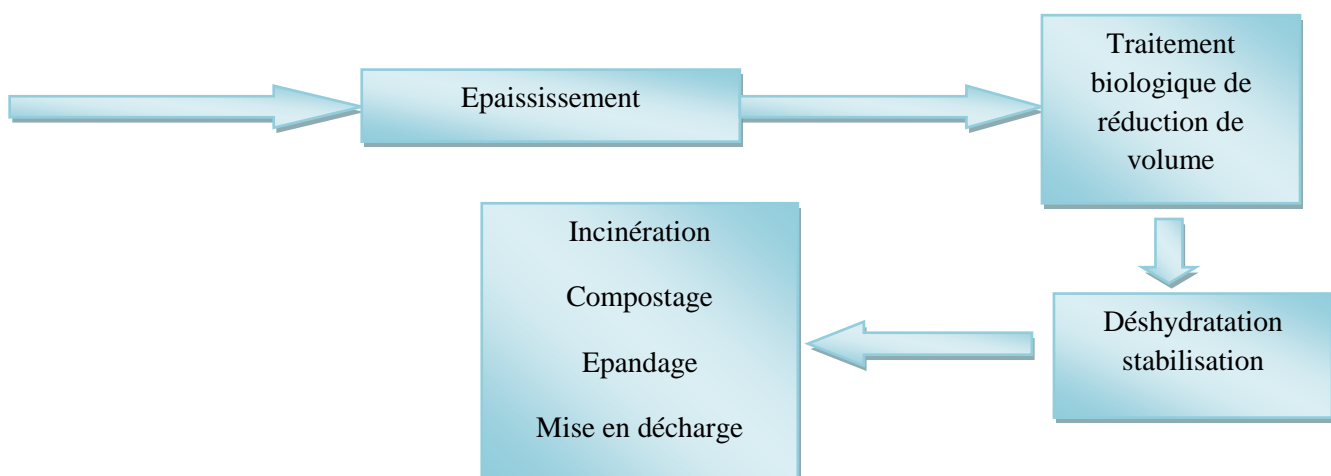 Epaississement
Traitement
biologique de
réduction de
volume
Déshydratation
stabilisation
Incinération
Compostage
Epandage
Mise en décharge